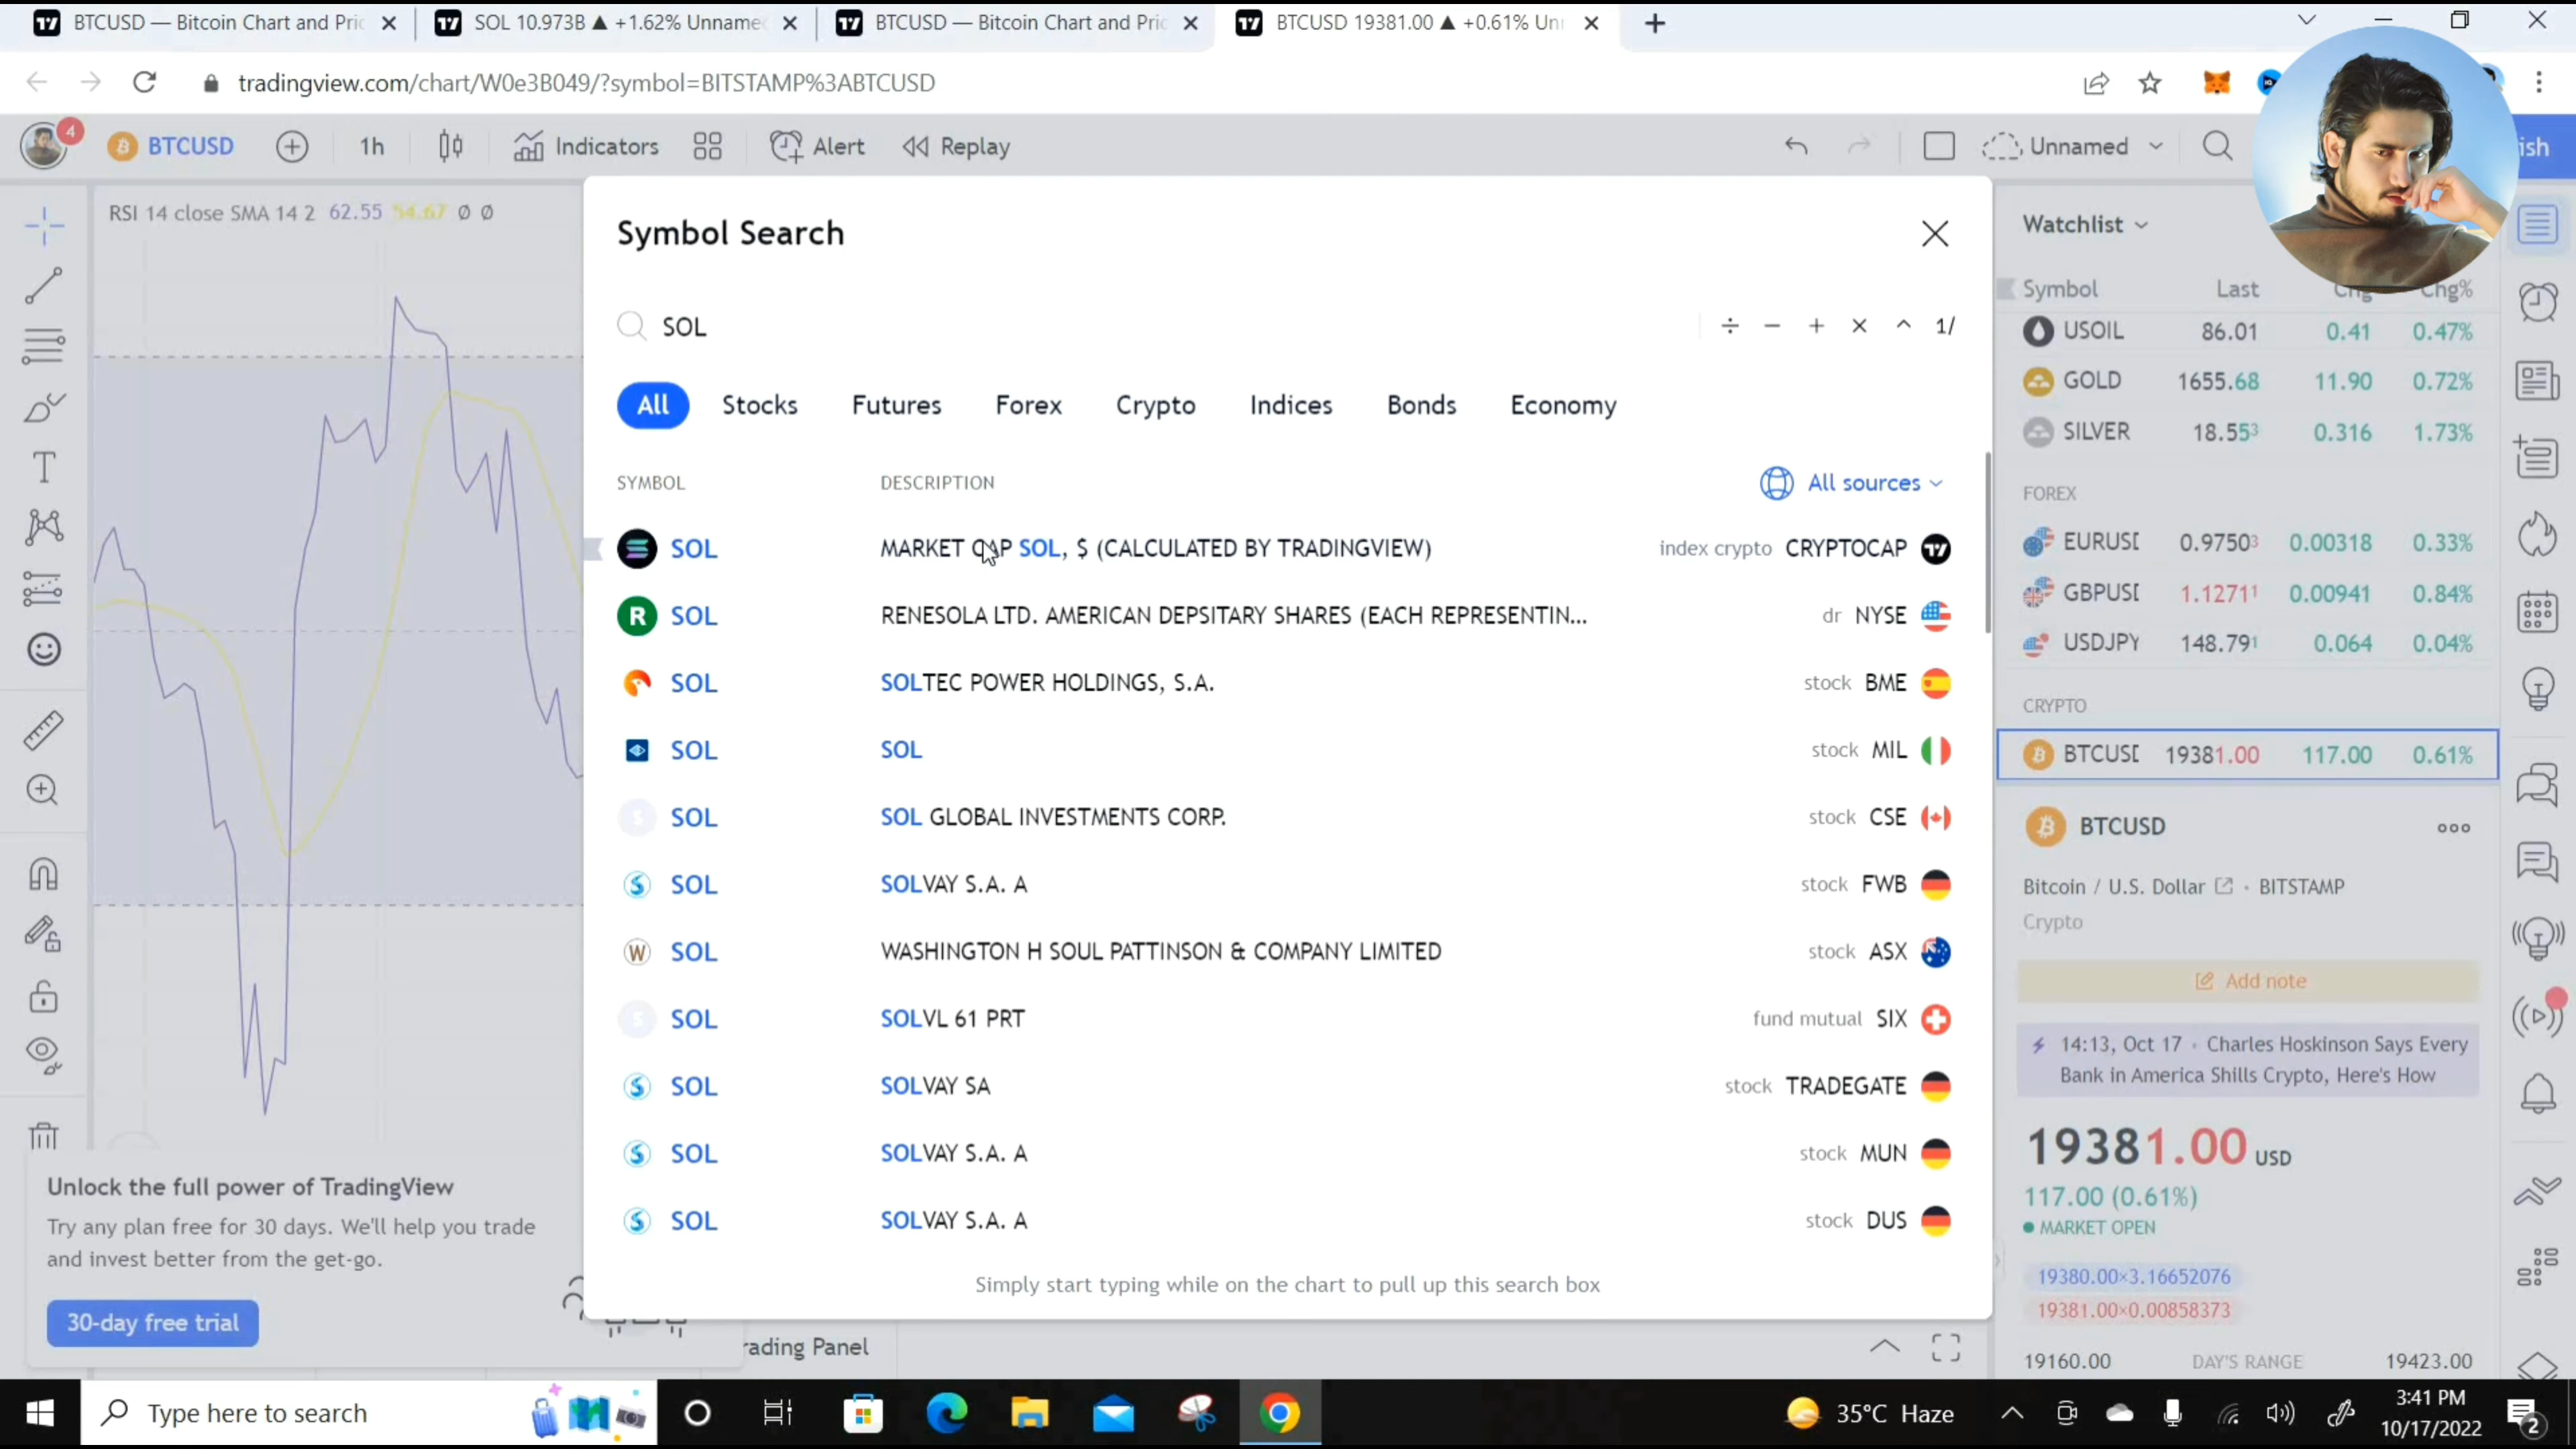 BTCUSD — Bitcoin Chart and Pric
SOL 10.973B ▲ +1.62% Unname
BTCUSD — Bitcoin Chart and Pric
BTCUSD 19381.00 ▲ +0.61% Un
tradingview.com/chart/W0e3B049/?symbol=BITSTAMP%3ABTCUSD
4
BTCUSD
1h
Indicators
Alert
Replay
Unnamed
ish
RSI 14 close SMA 14 2 62.55 54.67 Ø Ø
Symbol Search
SOL
÷ − + × ^ 1/
All Stocks Futures Forex Crypto Indices Bonds Economy
SYMBOL DESCRIPTION All sources
SOL MARKET CAP SOL, $ (CALCULATED BY TRADINGVIEW) index crypto CRYPTOCAP
SOL RENESOLA LTD. AMERICAN DEPSITARY SHARES (EACH REPRESENTIN... dr NYSE
SOL SOLTEC POWER HOLDINGS, S.A. stock BME
SOL SOL stock MIL
SOL SOL GLOBAL INVESTMENTS CORP. stock CSE
SOL SOLVAY S.A. A stock FWB
SOL WASHINGTON H SOUL PATTINSON & COMPANY LIMITED stock ASX
SOL SOLVL 61 PRT fund mutual SIX
SOL SOLVAY SA stock TRADEGATE
SOL SOLVAY S.A. A stock MUN
SOL SOLVAY S.A. A stock DUS
Simply start typing while on the chart to pull up this search box
Watchlist
Symbol Last Chg Chg%
USOIL 86.01 0.41 0.47%
GOLD 1655.68 11.90 0.72%
SILVER 18.553 0.316 1.73%
FOREX
EURUSD 0.97503 0.00318 0.33%
GBPUSD 1.12711 0.00941 0.84%
USDJPY 148.791 0.064 0.04%
CRYPTO
BTCUSD 19381.00 117.00 0.61%
BTCUSD
Bitcoin / U.S. Dollar • BITSTAMP
Crypto
Add note
14:13, Oct 17 • Charles Hoskinson Says Every
Bank in America Shills Crypto, Here's How
19381.00 USD
117.00 (0.61%)
MARKET OPEN
19380.00×3.16652076
19381.00×0.00858373
19160.00 DAY'S RANGE 19423.00
Unlock the full power of TradingView
Try any plan free for 30 days. We'll help you trade
and invest better from the get-go.
30-day free trial
rading Panel
Type here to search
35°C Haze
3:41 PM
10/17/2022
2